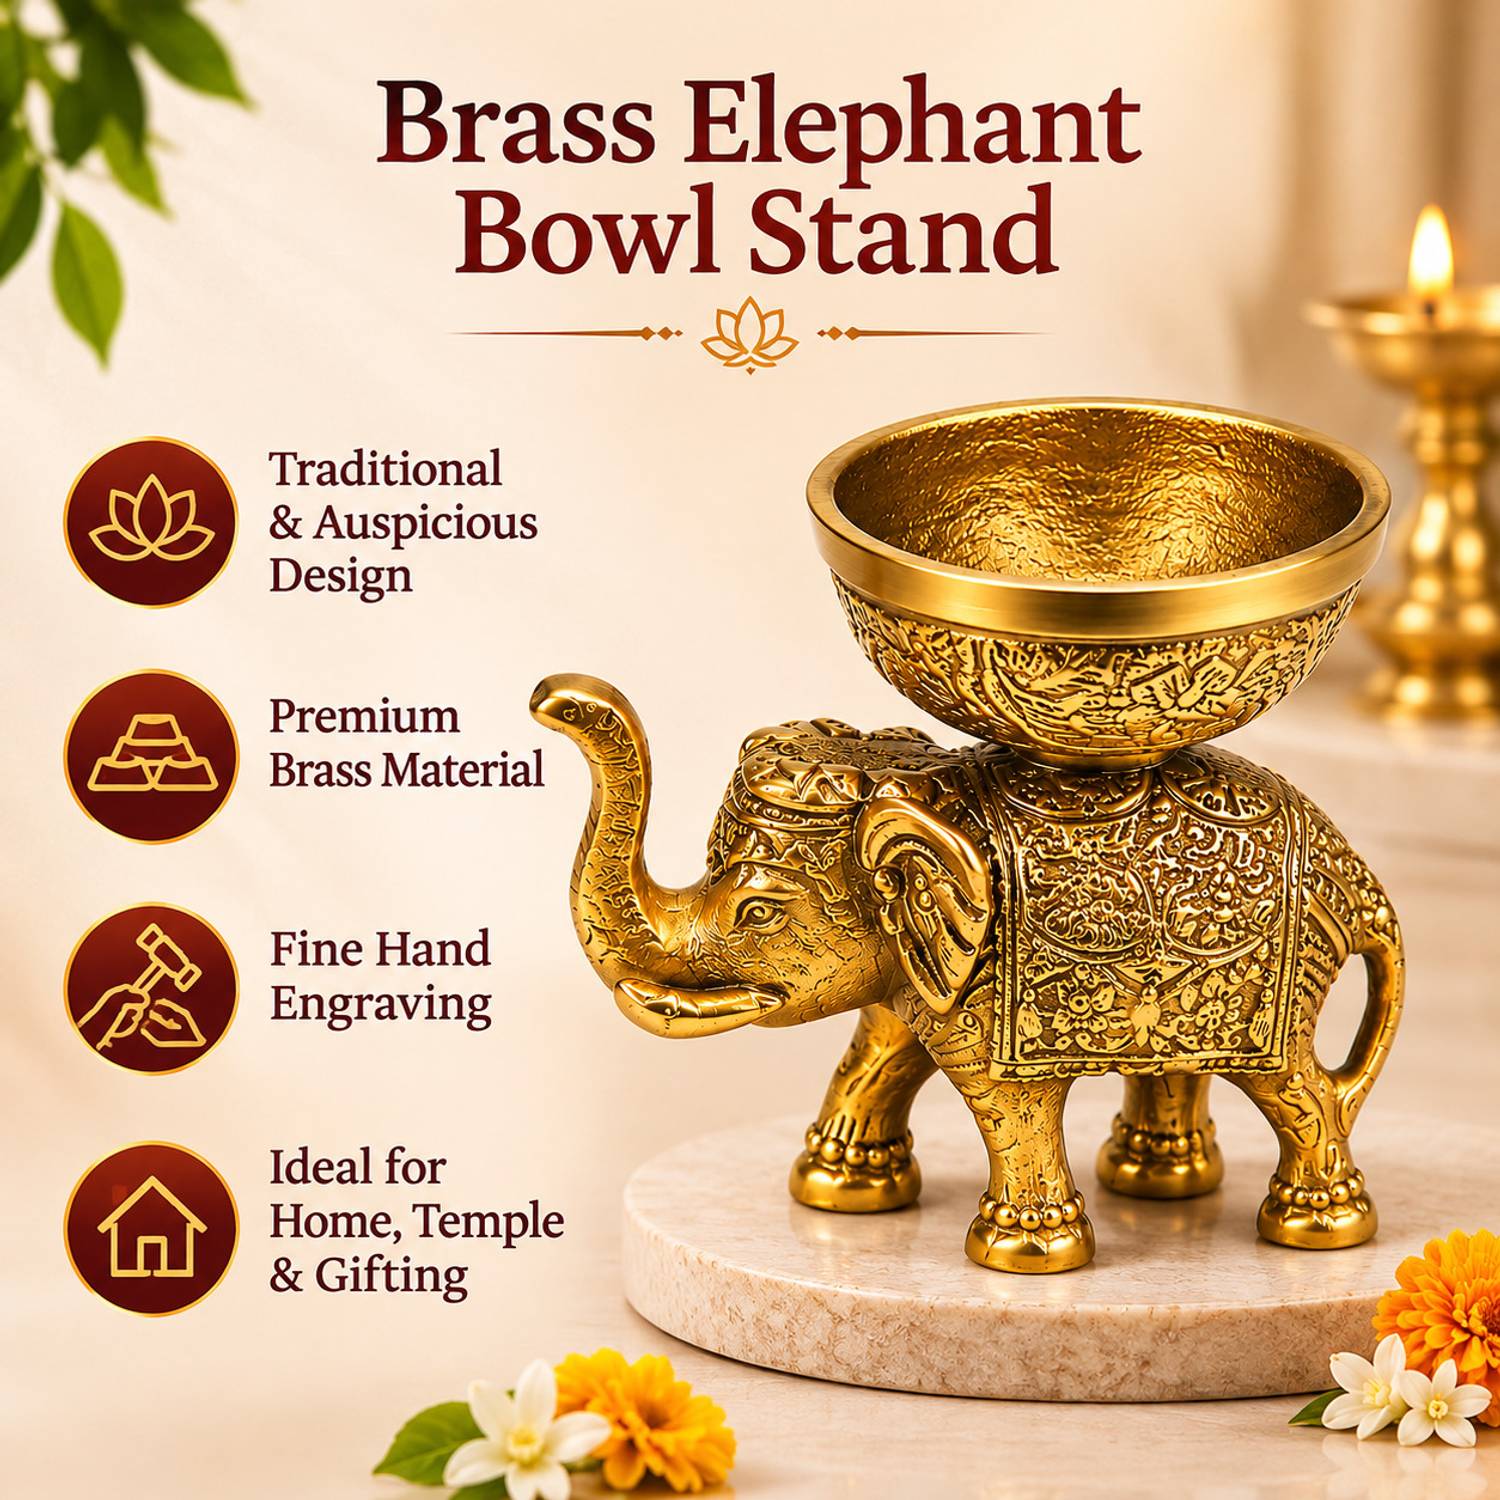 Brass Elephant
Bowl Stand
Traditional
& Auspicious
Design
Premium
Brass Material
Fine Hand
Engraving
Ideal for
Home, Temple
& Gifting